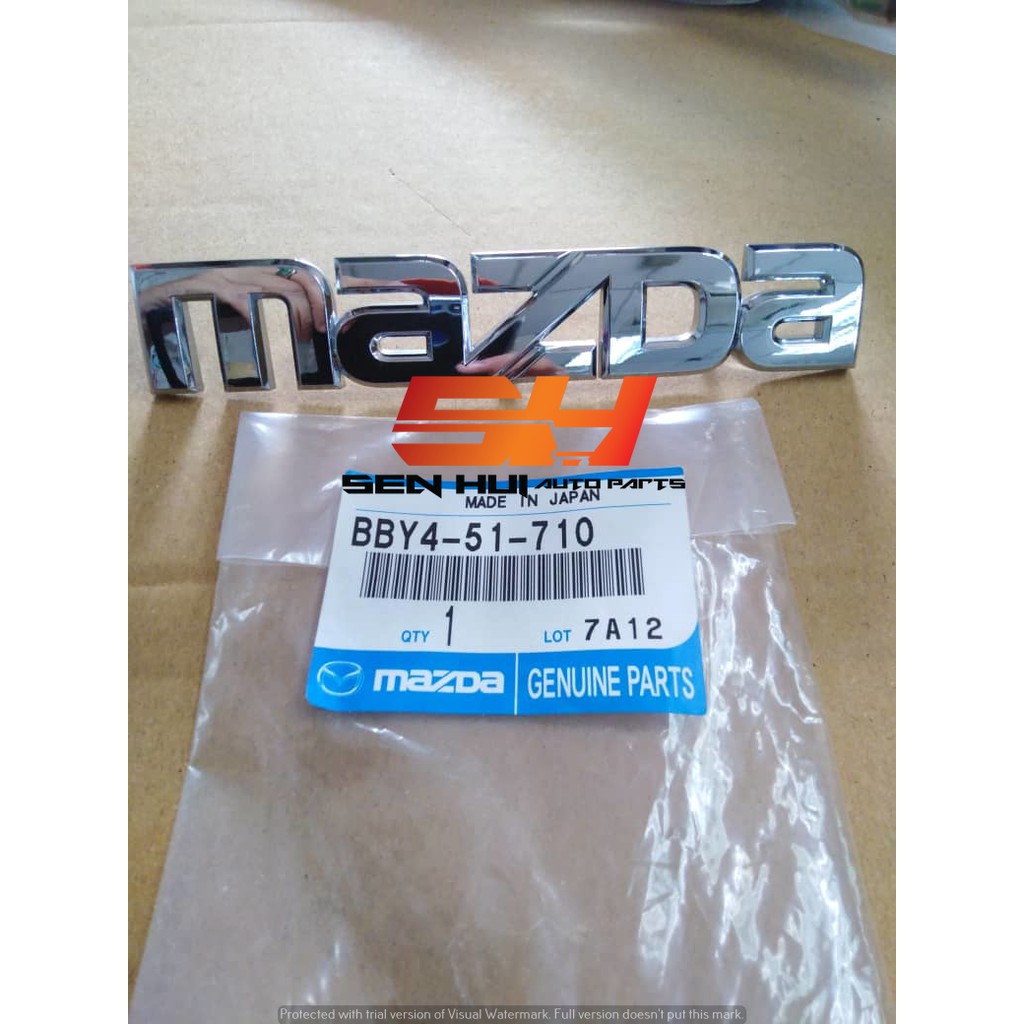 mazda
SH
SEN HUI AUTO PARTS
MADE IN JAPAN
BBY4-51-710
QTY 1 LOT 7A12
mazda GENUINE PARTS
Protected with trial version of Visual Watermark. Full version doesn't put this mark.